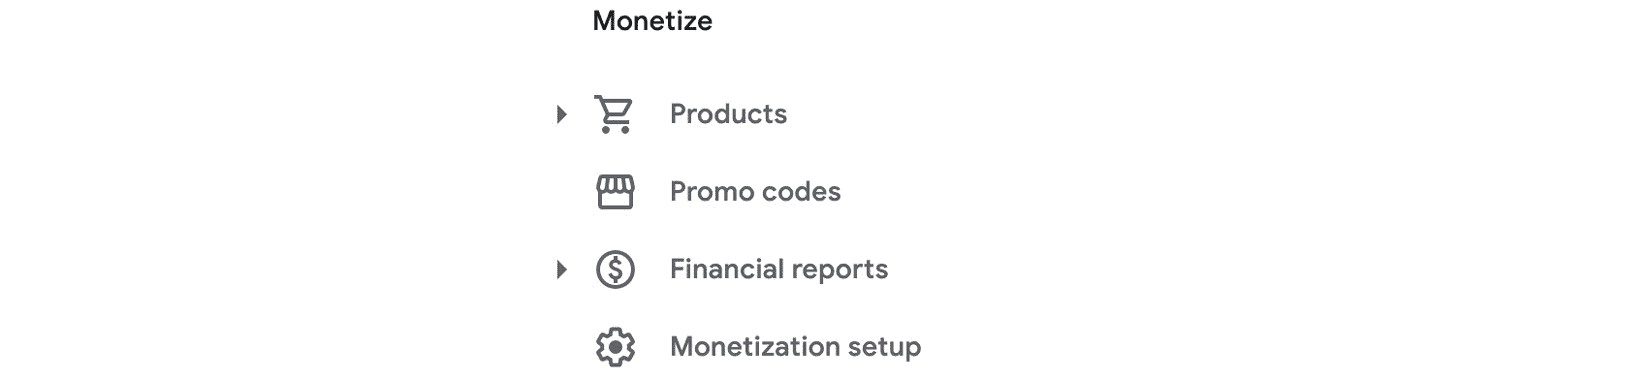 Monetize
Products
Promo codes
Financial reports
Monetization setup